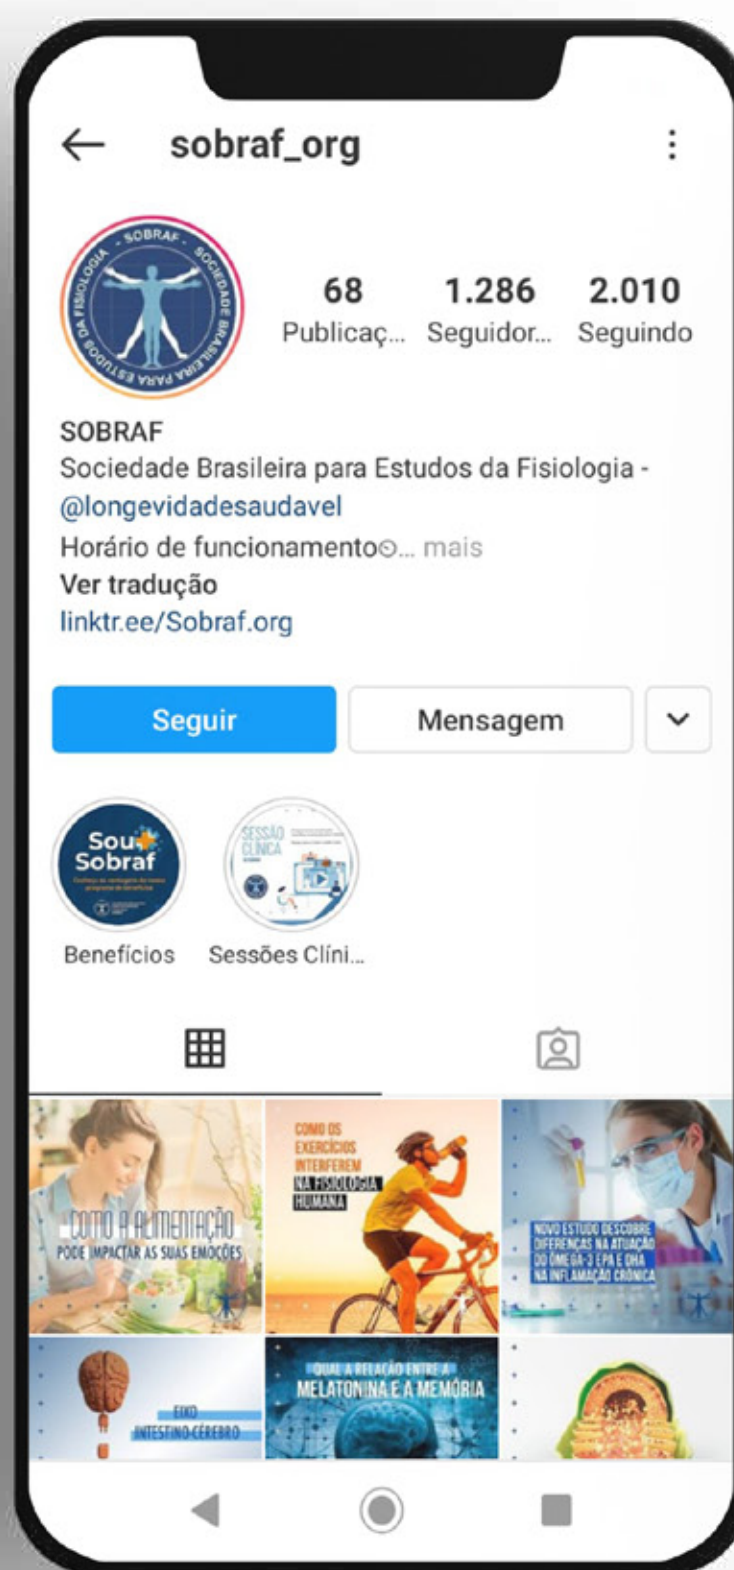 sobraf_org
- SOBRAF - SOCIEDADE BRASILEIRA PARA ESTUDOS DA FISIOLOGIA
68 1.286 2.010
Publicaç... Seguidor... Seguindo
SOBRAF
Sociedade Brasileira para Estudos da Fisiologia -
@longevidadesaudavel
Horário de funcionamento... mais
Ver tradução
linktr.ee/Sobraf.org
Seguir Mensagem
Sou
Sobraf
SESSÃO
CLÍNICA
Benefícios Sessões Clíni...
COMO A ALIMENTAÇÃO
PODE IMPACTAR AS SUAS EMOÇÕES
COMO OS
EXERCÍCIOS
INTERFEREM
NA FISIOLOGIA
HUMANA
NOVO ESTUDO DESCOBRE
DIFERENÇAS NA ATUAÇÃO
DO ÔMEGA-3 EPA E DHA
NA INFLAMAÇÃO CRÔNICA
EIXO
INTESTINO-CÉREBRO
QUAL A RELAÇÃO ENTRE A
MELATONINA E A MEMÓRIA